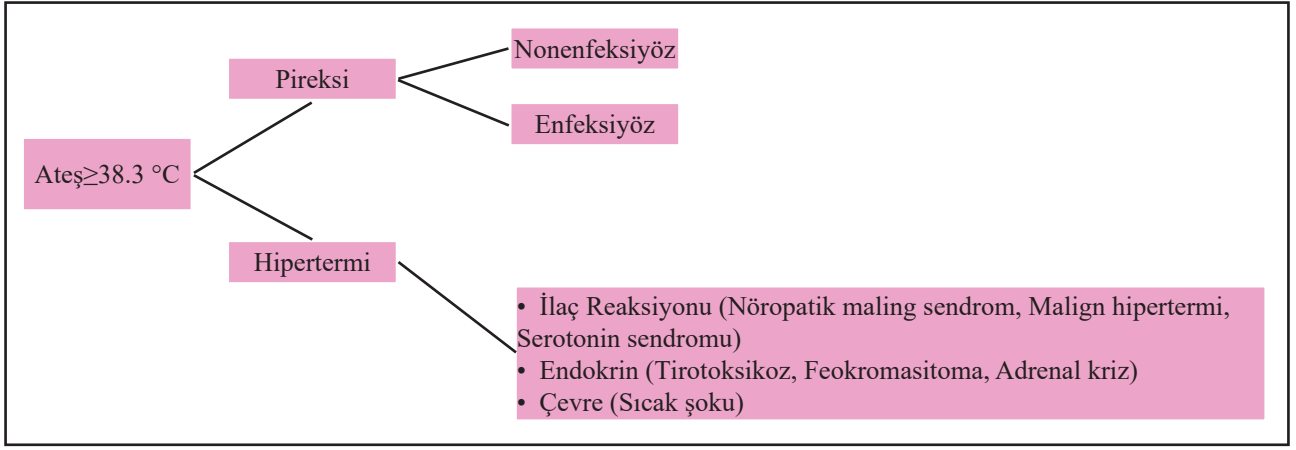 Nonenfeksiyöz
Pireksi
Enfeksiyöz
Ateş≥38.3 °C
Hipertermi
• İlaç Reaksiyonu (Nöropatik maling sendrom, Malign hipertermi,
Serotonin sendromu)
• Endokrin (Tirotoksikoz, Feokromasitoma, Adrenal kriz)
• Çevre (Sıcak şoku)